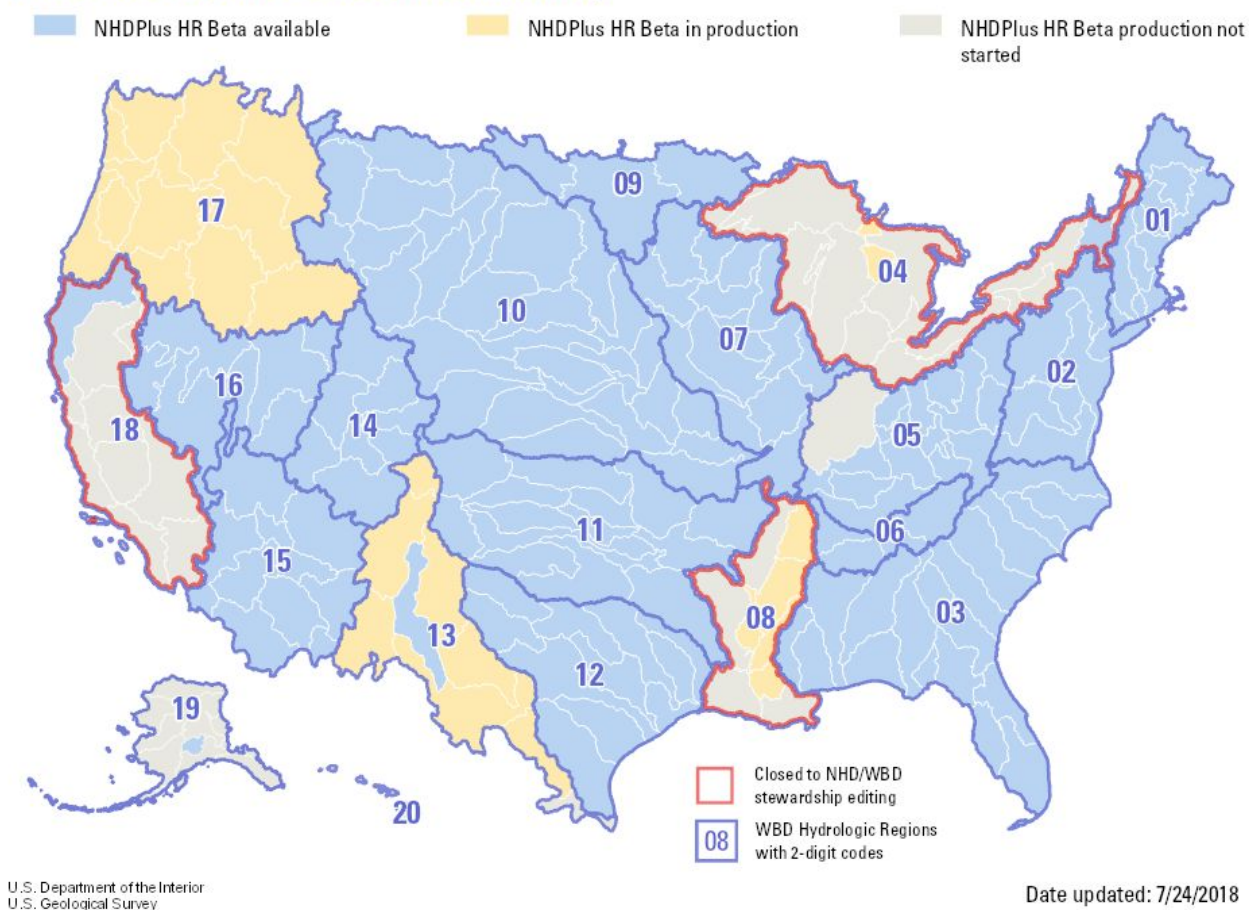 NHDPlus HR Beta available
NHDPlus HR Beta in production
NHDPlus HR Beta production not
started
17
09
01
04
10
07
02
16
18
14
05
11
06
15
03
08
13
12
19
20
Closed to NHD/WBD
stewardship editing
08
WBD Hydrologic Regions
with 2-digit codes
U.S. Department of the Interior
U.S. Geological Survey
Date updated: 7/24/2018